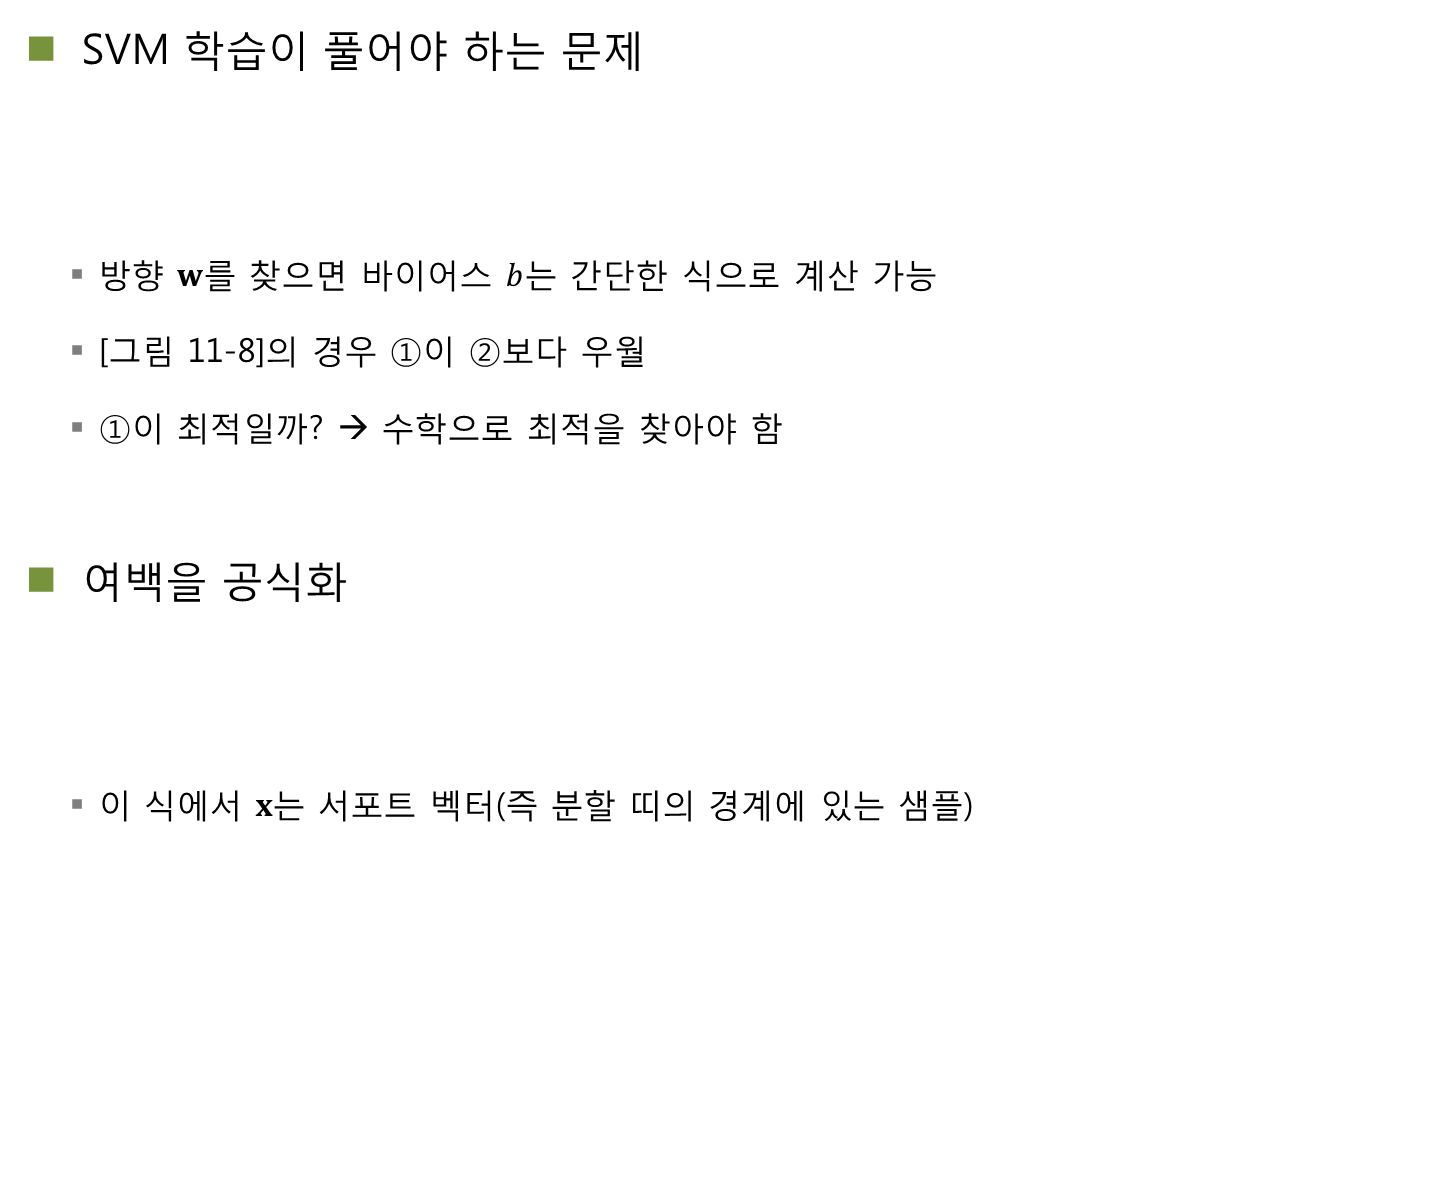 SVM 학습이 풀어야 하는 문제
방향 w를 찾으면 바이어스 b는 간단한 식으로 계산 가능
[그림 11-8]의 경우 ①이 ②보다 우월
①이 최적일까? → 수학으로 최적을 찾아야 함
여백을 공식화
이 식에서 x는 서포트 벡터(즉 분할 띠의 경계에 있는 샘플)